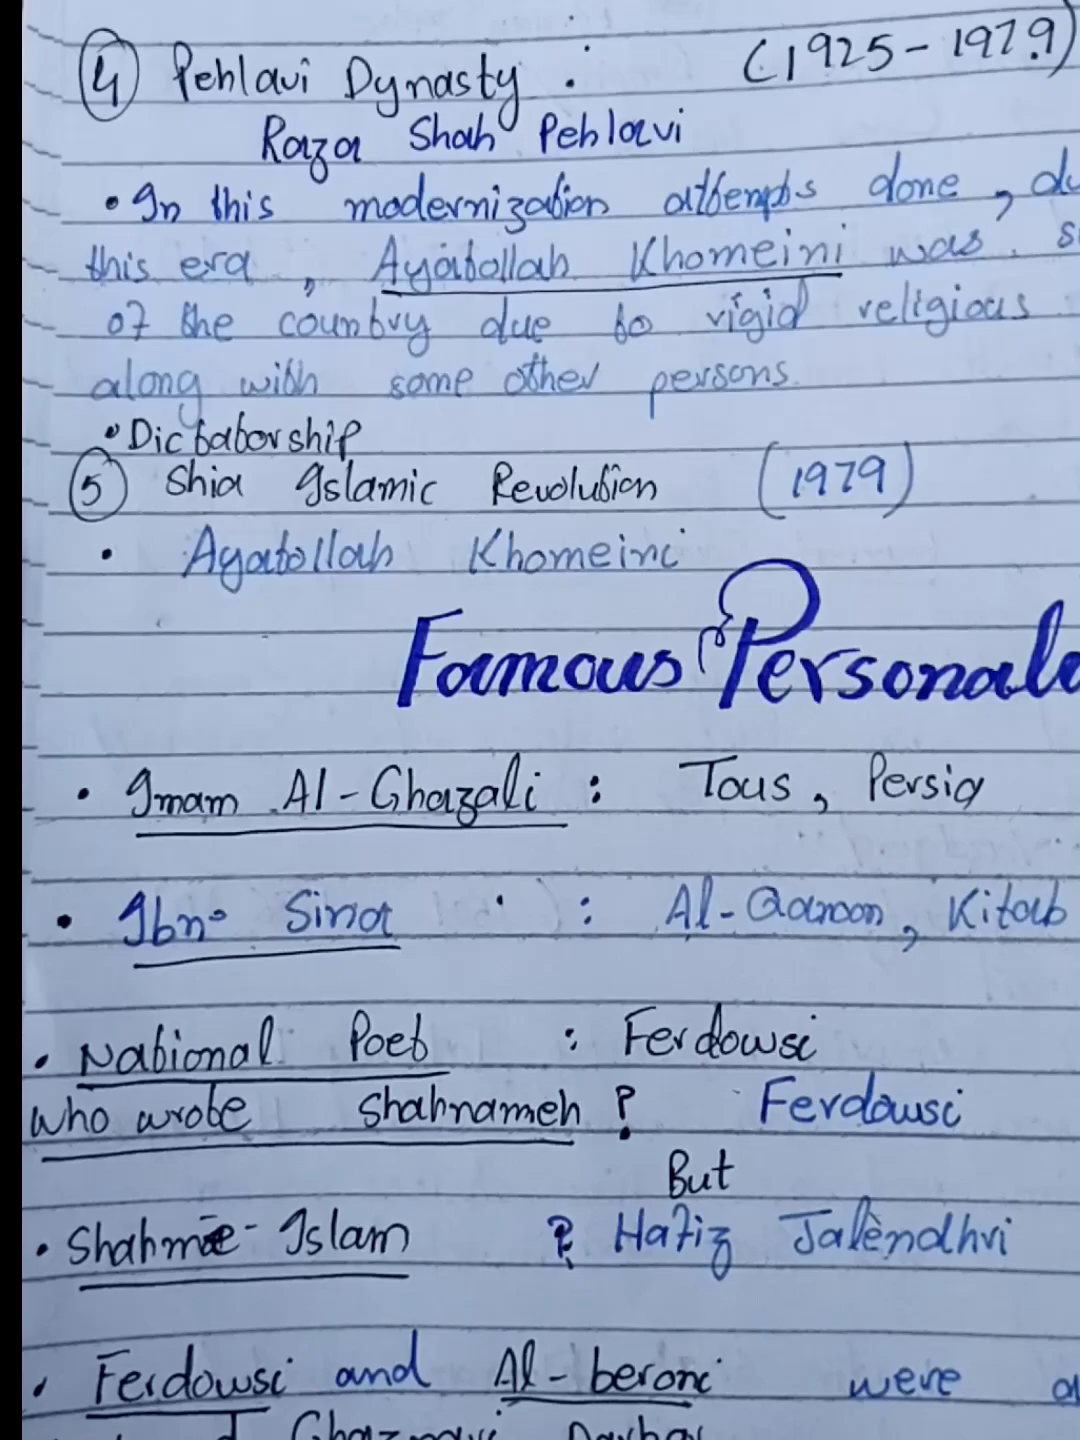 4 Pehlavi Dynasty : (1925-1979)
Raza Shah Pehlavi
• In this modernization attempts done,
this era, Ayatollah Khomeini was
of the country due to rigid religious
along with some other persons.
• Dictatorship
5 Shia Islamic Revolution (1979)
• Ayatollah Khomeini
Famous
• Imam Al-Ghazali : Tous, Persia
• Ibn-Sina : Al-Qanoon, Kitab
• National Poet : Ferdowsi
who wrote Shahnameh ? Ferdowsi
But
• Shahnae-Islam ? Hafiz Jalendhri
• Ferdowsi and Al-beroni were